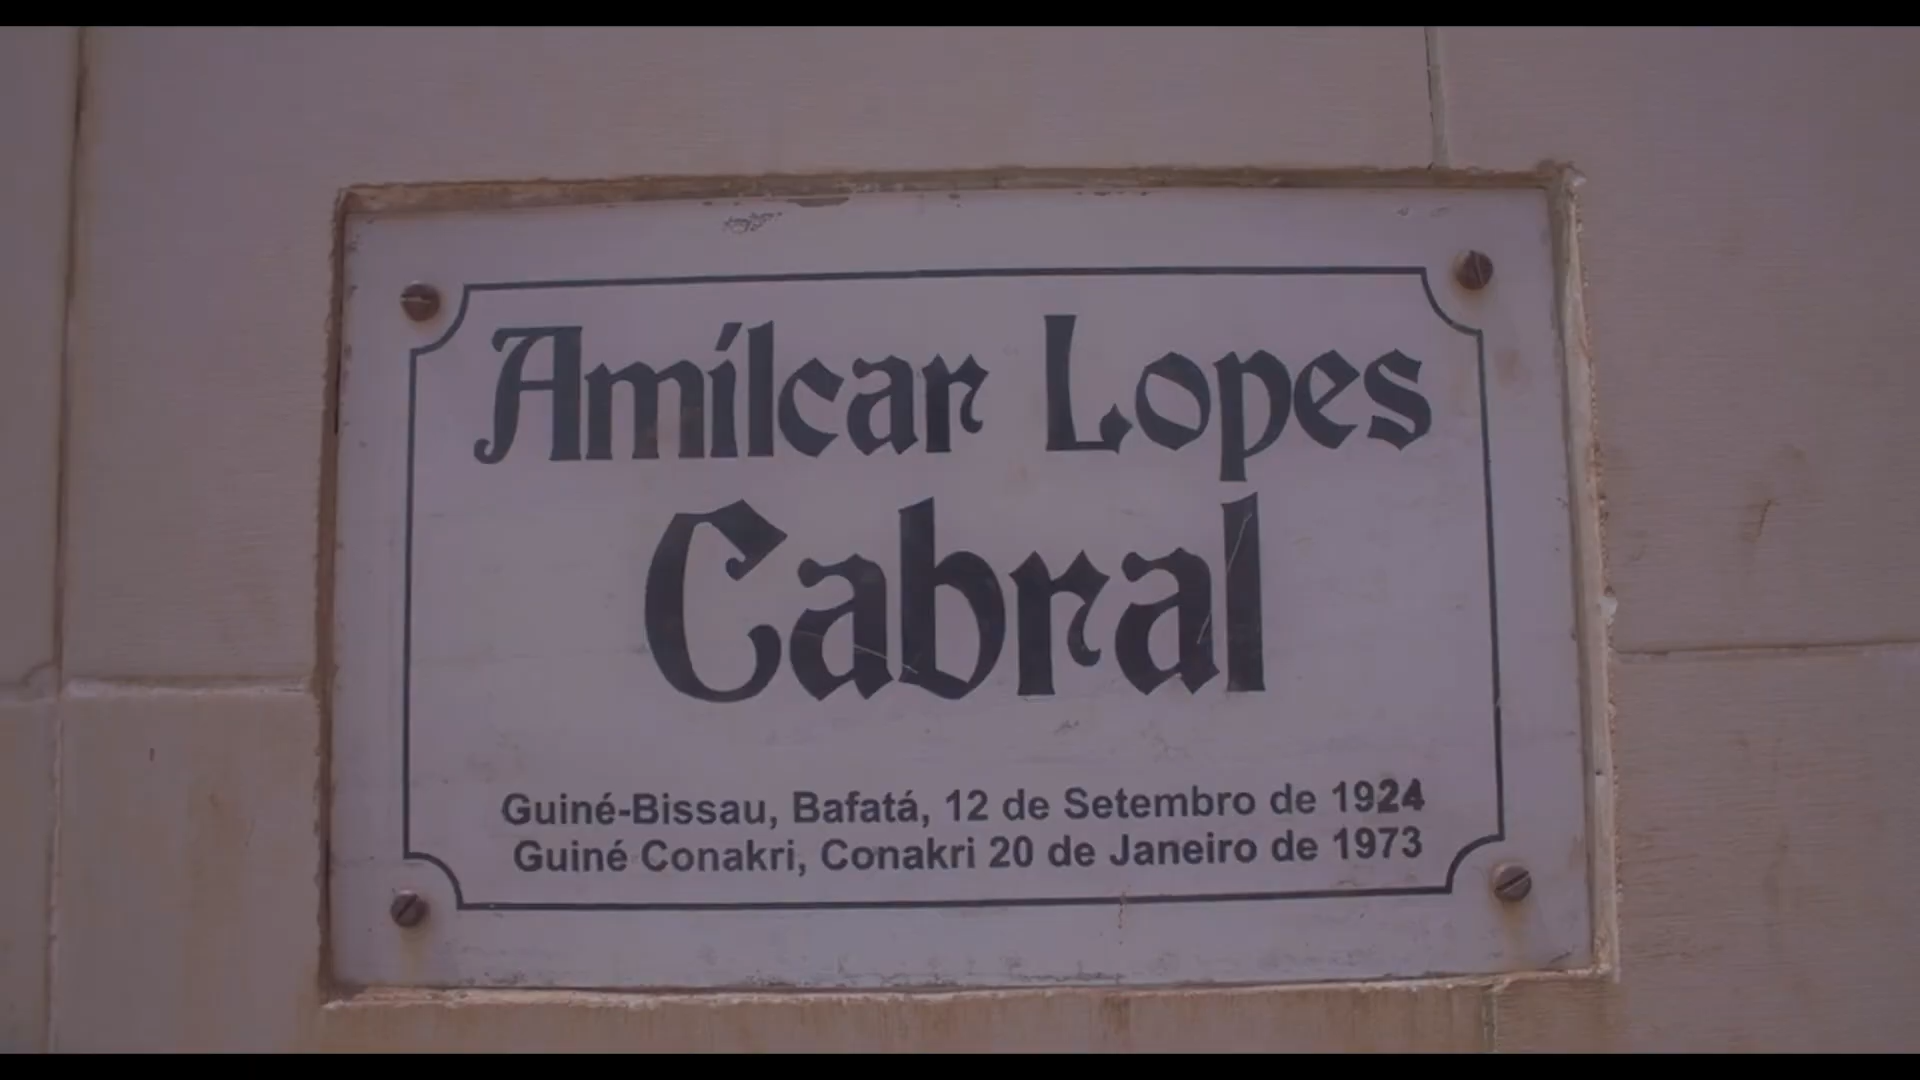 Amílcar Lopes
Cabral
Guiné-Bissau, Bafatá, 12 de Setembro de 1924
Guiné Conakri, Conakri 20 de Janeiro de 1973